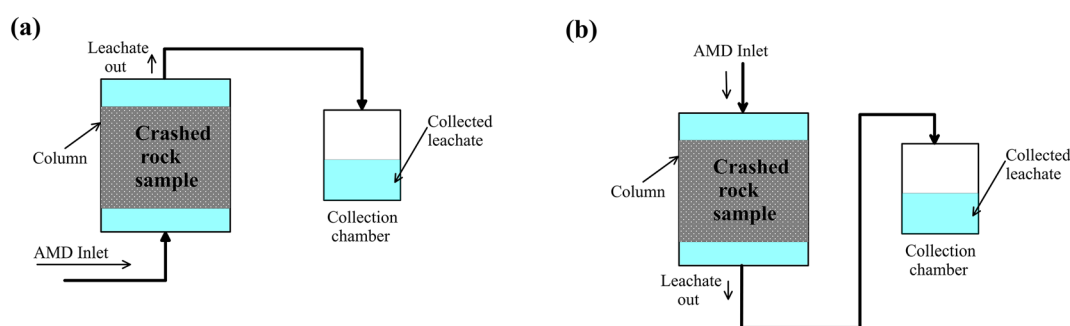 (a)
Leachate
out
Crashed
rock
sample
Column
AMD Inlet
Collected
leachate
Collection
chamber
(b)
AMD Inlet
Crashed
rock
sample
Column
Leachate
out
Collected
leachate
Collection
chamber